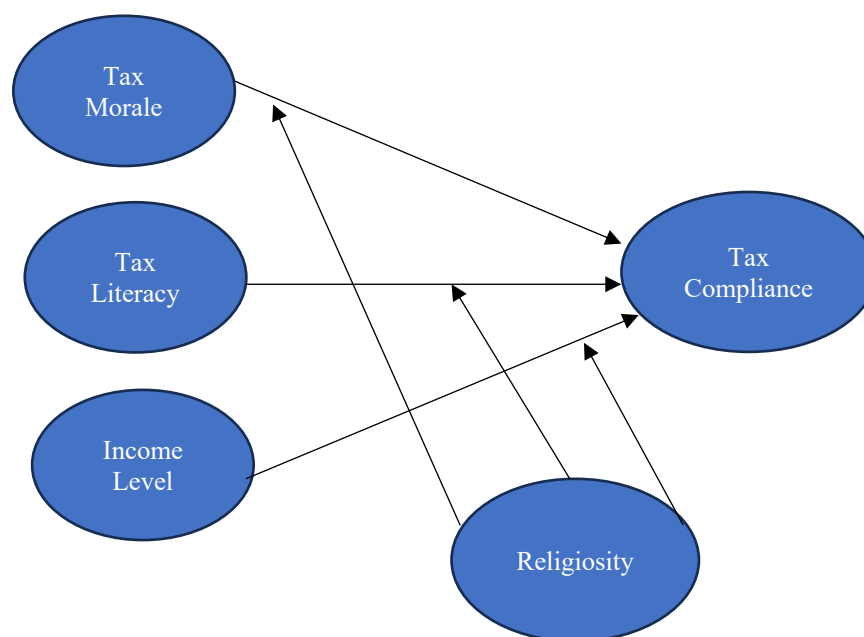 Tax
Morale
Tax
Literacy
Tax
Compliance
Income
Level
Religiosity